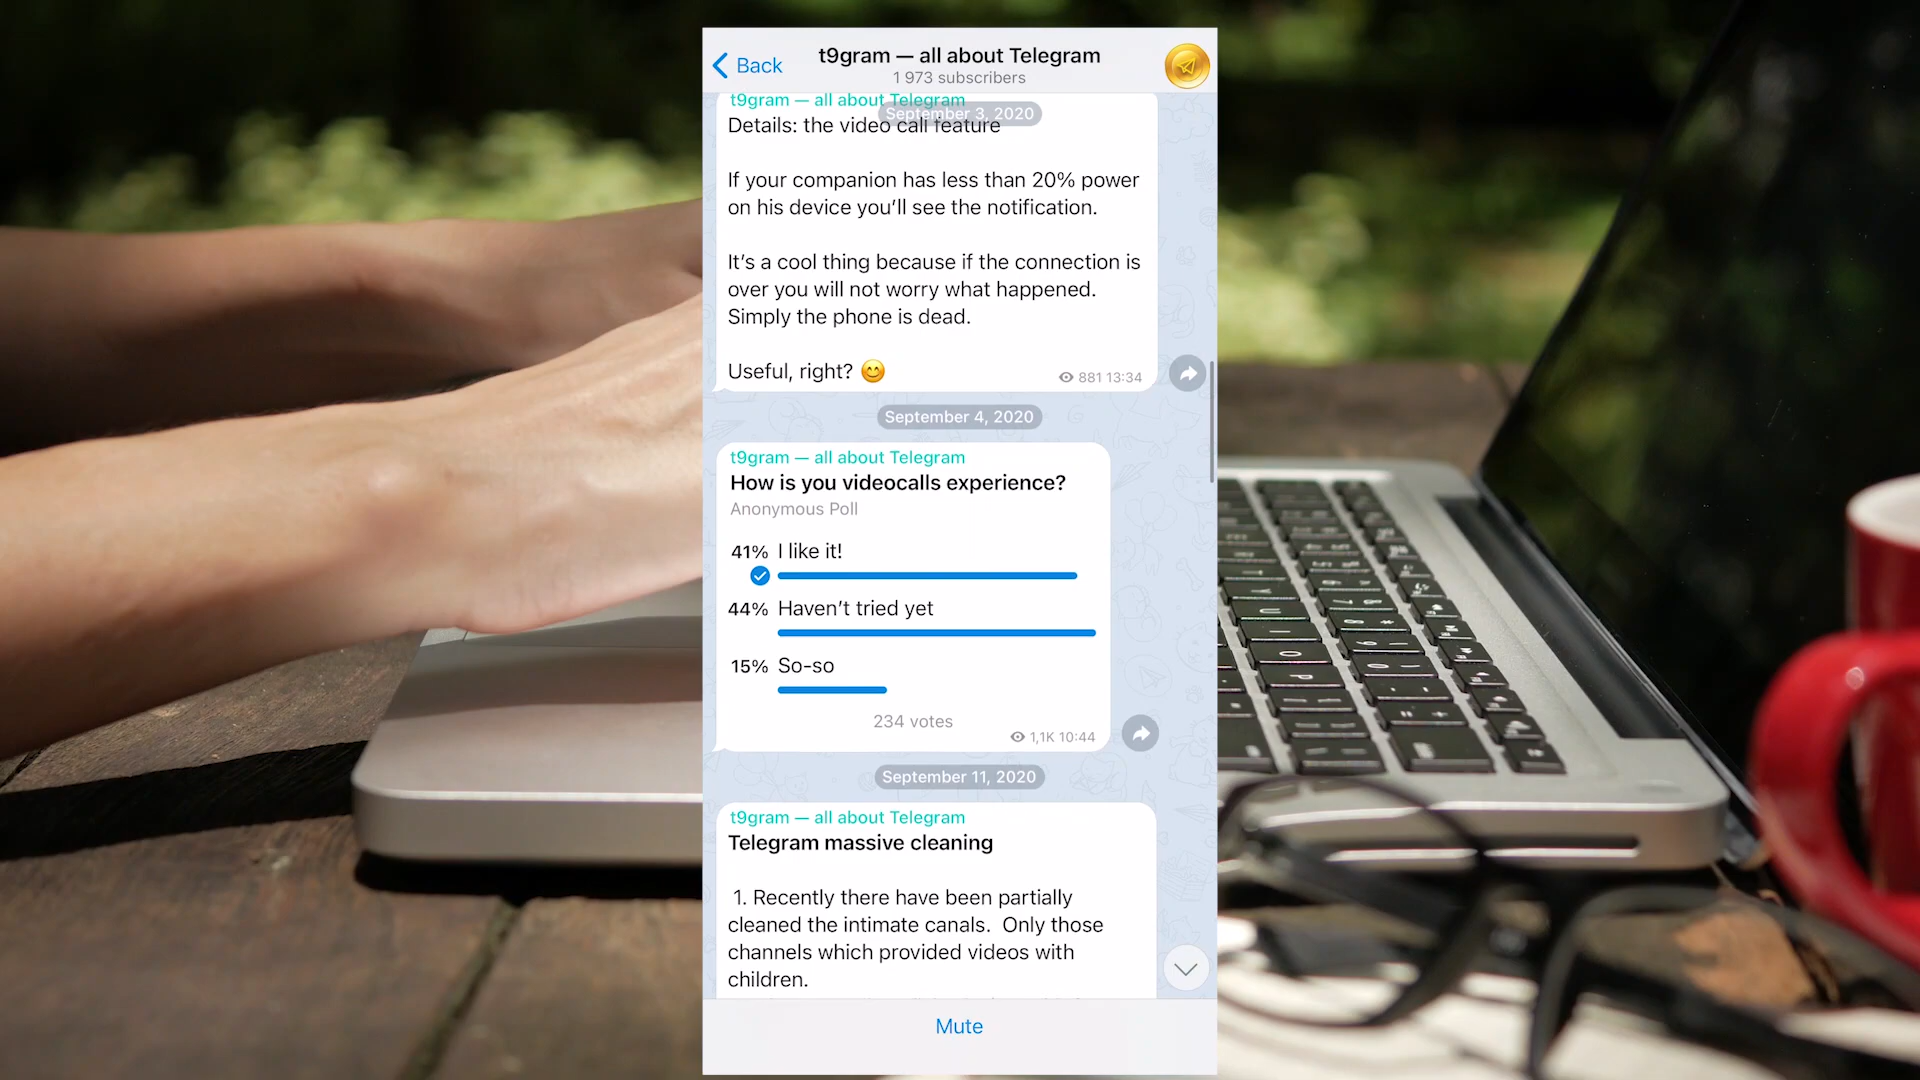 Back
t9gram — all about Telegram
1 973 subscribers
t9gram — all about Telegram
September 3, 2020
Details: the video call feature
If your companion has less than 20% power
on his device you’ll see the notification.
It’s a cool thing because if the connection is
over you will not worry what happened.
Simply the phone is dead.
Useful, right? 😊
881 13:34
September 4, 2020
t9gram — all about Telegram
How is you videocalls experience?
Anonymous Poll
41% I like it!
44% Haven’t tried yet
15% So-so
234 votes
1,1K 10:44
September 11, 2020
t9gram — all about Telegram
Telegram massive cleaning
1. Recently there have been partially
cleaned the intimate canals. Only those
channels which provided videos with
children.
Mute